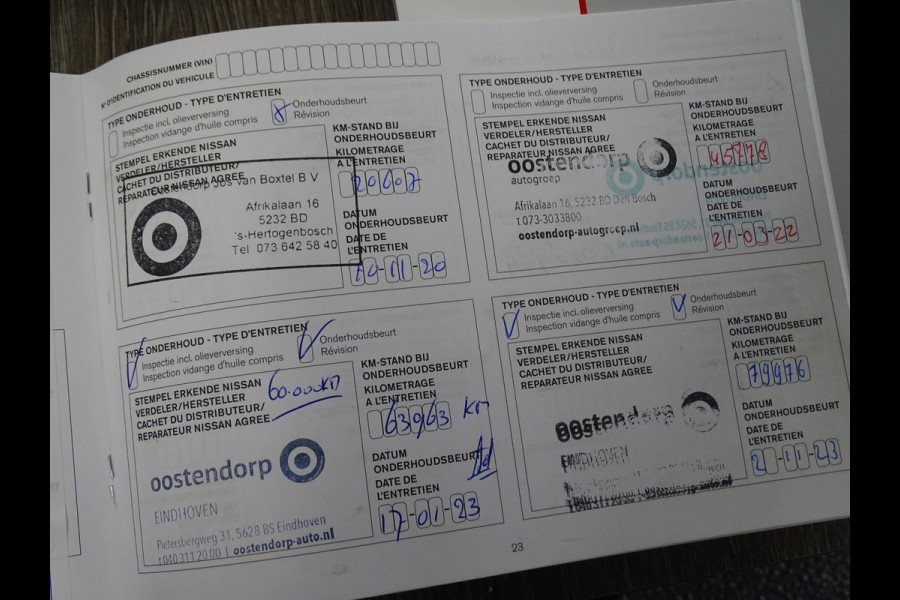 CHASSISNUMMER (VIN)
N° D'IDENTIFICATION DU VEHICULE
TYPE ONDERHOUD - TYPE D'ENTRETIEN
Inspectie incl. olieverversing
Inspection vidange d'huile compris
Onderhoudsbeurt
Révision
STEMPEL ERKENDE NISSAN
VERDELER/HERSTELLER
CACHET DU DISTRIBUTEUR/
REPARATEUR NISSAN AGREE
Oostendorp Jos van Boxtel B V
Afrikalaan 16
5232 BD
's-Hertogenbosch
Tel 073 642 58 40
KM-STAND BIJ
ONDERHOUDSBEURT
KILOMETRAGE
A L'ENTRETIEN
20007
DATUM
ONDERHOUDSBEURT
DATE DE
L'ENTRETIEN
10-11-20
TYPE ONDERHOUD - TYPE D'ENTRETIEN
Inspectie incl. olieverversing
Inspection vidange d'huile compris
Onderhoudsbeurt
Révision
STEMPEL ERKENDE NISSAN
VERDELER/HERSTELLER
CACHET DU DISTRIBUTEUR/
REPARATEUR NISSAN AGREE
oostendorp
autogroep
Afrikalaan 16, 5232 BD Den Bosch
t 073-3033800
oostendorp-autogroep.nl
KM-STAND BIJ
ONDERHOUDSBEURT
KILOMETRAGE
A L'ENTRETIEN
45778
DATUM
ONDERHOUDSBEURT
DATE DE
L'ENTRETIEN
21-03-22
TYPE ONDERHOUD - TYPE D'ENTRETIEN
Inspectie incl. olieverversing
Inspection vidange d'huile compris
Onderhoudsbeurt
Révision
STEMPEL ERKENDE NISSAN
VERDELER/HERSTELLER
CACHET DU DISTRIBUTEUR/
REPARATEUR NISSAN AGREE
60.000km
oostendorp
EINDHOVEN
Pietersbergweg 31, 5628 BS Eindhoven
t 040 311 20 00 | oostendorp-auto.nl
KM-STAND BIJ
ONDERHOUDSBEURT
KILOMETRAGE
A L'ENTRETIEN
63963 km
DATUM
ONDERHOUDSBEURT
DATE DE
L'ENTRETIEN
17-01-23
TYPE ONDERHOUD - TYPE D'ENTRETIEN
Inspectie incl. olieverversing
Inspection vidange d'huile compris
Onderhoudsbeurt
Révision
STEMPEL ERKENDE NISSAN
VERDELER/HERSTELLER
CACHET DU DISTRIBUTEUR/
REPARATEUR NISSAN AGREE
oostendorp
EINDHOVEN
KM-STAND BIJ
ONDERHOUDSBEURT
KILOMETRAGE
A L'ENTRETIEN
79976
DATUM
ONDERHOUDSBEURT
DATE DE
L'ENTRETIEN
2-11-23
23